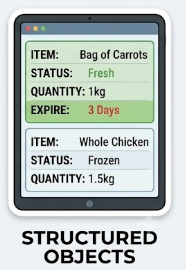 ITEM: Bag of Carrots
STATUS: Fresh
QUANTITY: 1kg
EXPIRE: 3 Days
ITEM: Whole Chicken
STATUS: Frozen
QUANTITY: 1.5kg
STRUCTURED
OBJECTS